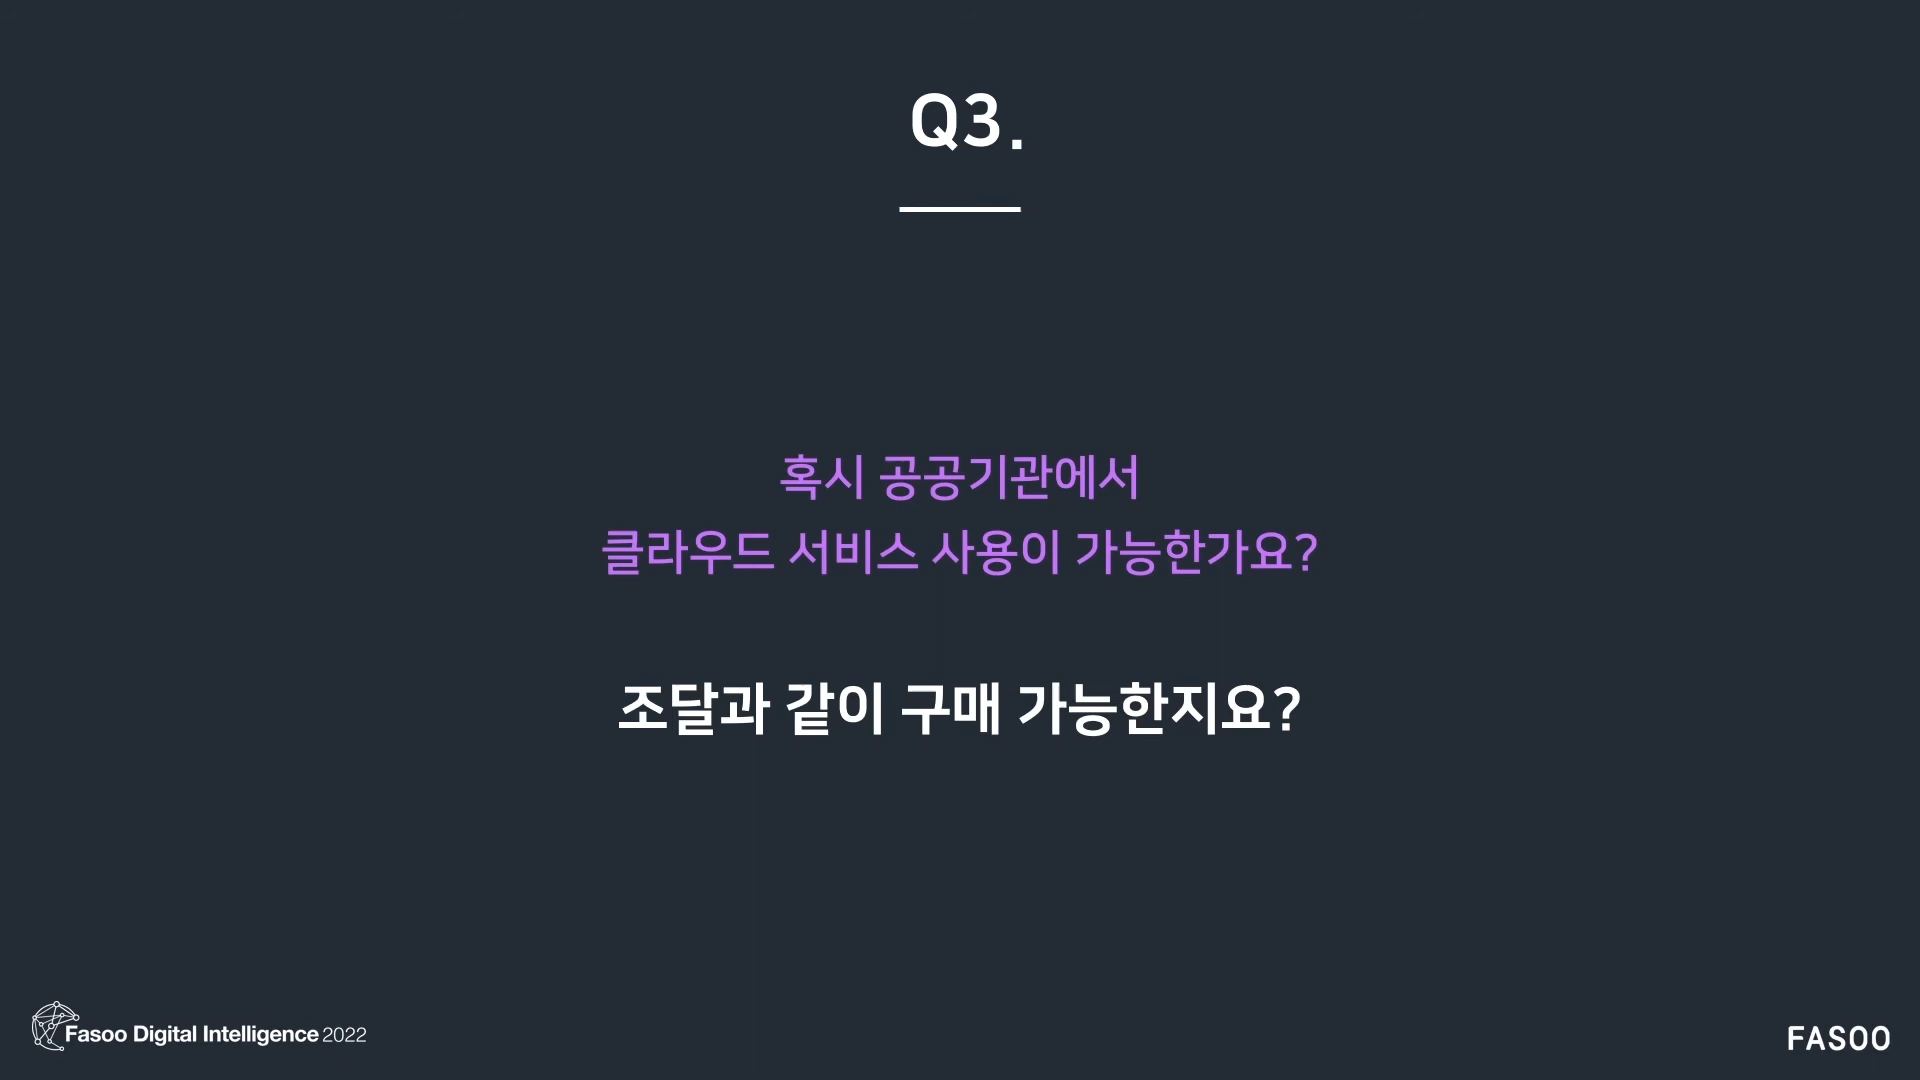 Q3.
혹시 공공기관에서
클라우드 서비스 사용이 가능한가요?
조달과 같이 구매 가능한지요?
Fasoo Digital Intelligence 2022
FASOO